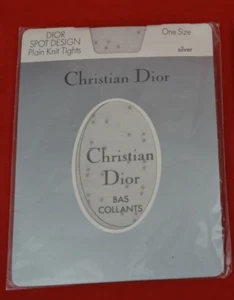 DIOR
SPOT DESIGN
Plain Knit Tights
One Size
silver
Christian Dior
Christian
Dior
BAS
COLLANTS